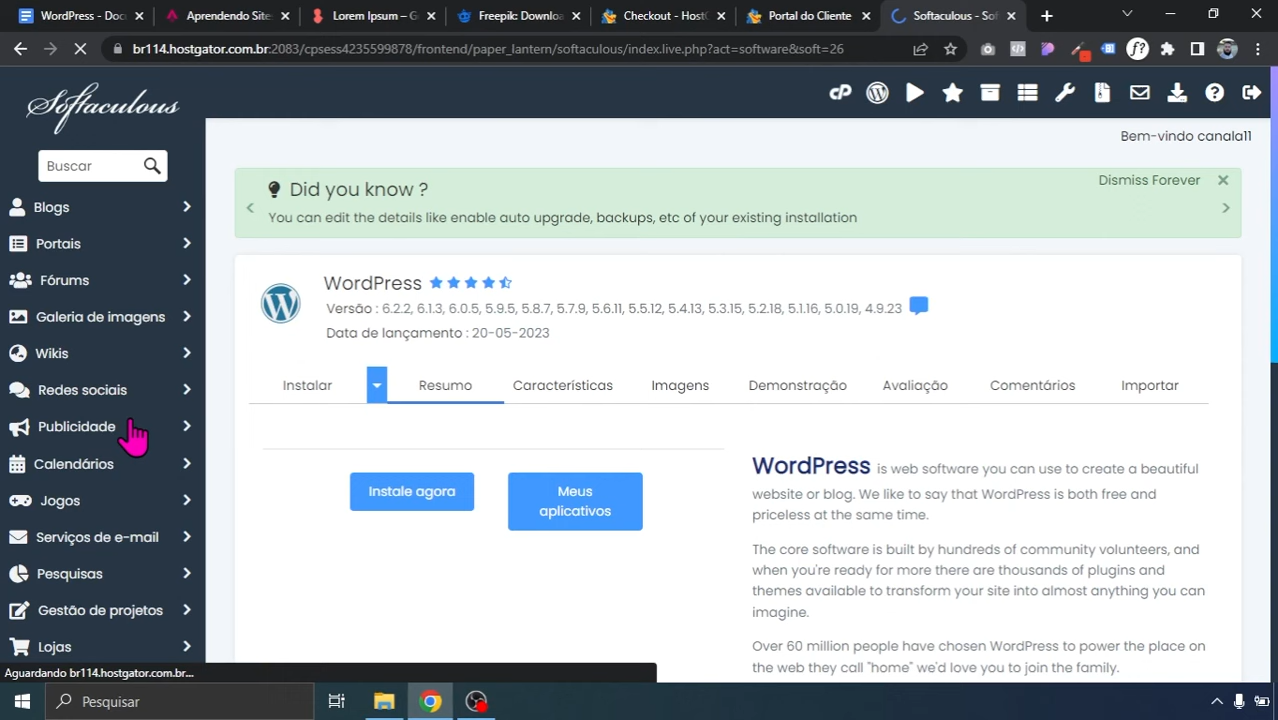 WordPress - Doc
Aprendendo Site
Lorem Ipsum – G
Freepik: Downloa
Checkout - HostG
Portal do Cliente
Softaculous - Sof
br114.hostgator.com.br:2083/cpsess4235599878/frontend/paper_lantern/softaculous/index.live.php?act=software&soft=26
Softaculous
Bem-vindo canala11
Buscar
Blogs
Portais
Fórums
Galeria de imagens
Wikis
Redes sociais
Publicidade
Calendários
Jogos
Serviços de e-mail
Pesquisas
Gestão de projetos
Lojas
Did you know ?
Dismiss Forever
You can edit the details like enable auto upgrade, backups, etc of your existing installation
WordPress
Versão : 6.2.2, 6.1.3, 6.0.5, 5.9.5, 5.8.7, 5.7.9, 5.6.11, 5.5.12, 5.4.13, 5.3.15, 5.2.18, 5.1.16, 5.0.19, 4.9.23
Data de lançamento : 20-05-2023
Instalar
Resumo
Características
Imagens
Demonstração
Avaliação
Comentários
Importar
Instale agora
Meus
aplicativos
WordPress is web software you can use to create a beautiful
website or blog. We like to say that WordPress is both free and
priceless at the same time.
The core software is built by hundreds of community volunteers, and
when you're ready for more there are thousands of plugins and
themes available to transform your site into almost anything you can
imagine.
Over 60 million people have chosen WordPress to power the place on
the web they call "home" we'd love you to join the family.
Aguardando br114.hostgator.com.br...
Pesquisar